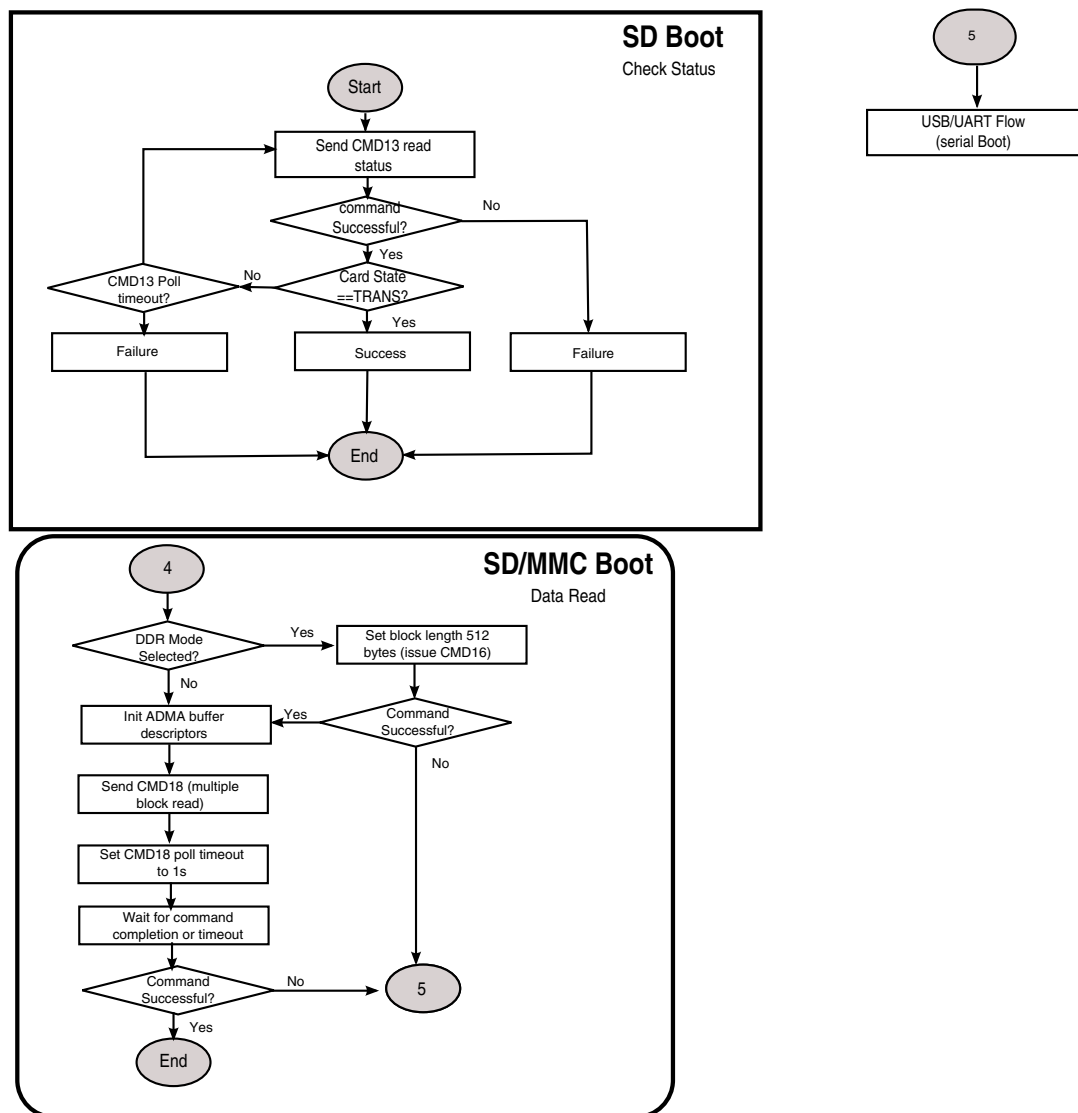 SD Boot
Check Status
Start
Send CMD13 read
status
command
Successful?
No
Yes
Card State
==TRANS?
No
CMD13 Poll
timeout?
Yes
Failure
Success
Failure
End
5
USB/UART Flow
(serial Boot)
SD/MMC Boot
Data Read
4
DDR Mode
Selected?
Yes
Set block length 512
bytes (issue CMD16)
No
Init ADMA buffer
descriptors
Yes
Command
Successful?
No
Send CMD18 (multiple
block read)
Set CMD18 poll timeout
to 1s
Wait for command
completion or timeout
Command
Successful?
No
5
Yes
End